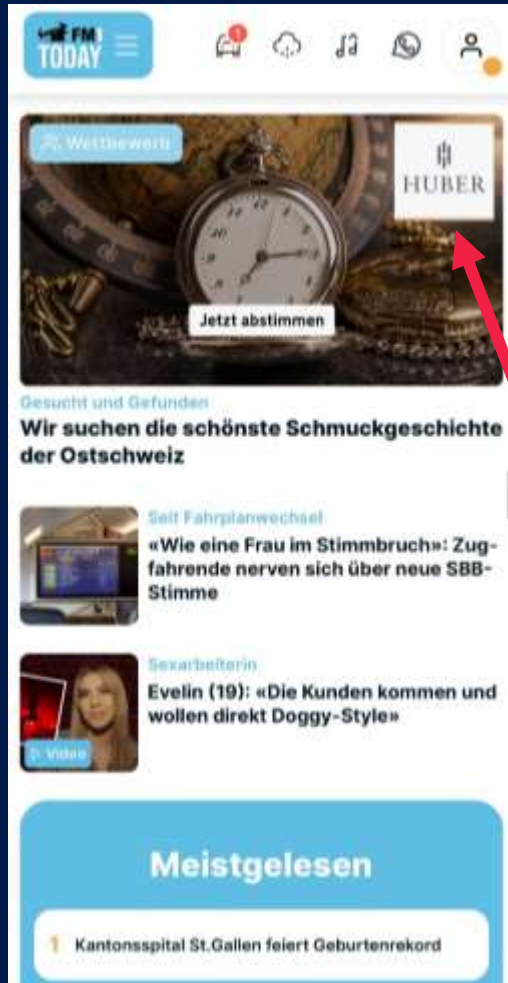 FM1
TODAY
1
Wettbewerb
HUBER
Jetzt abstimmen
Gesucht und Gefunden
Wir suchen die schönste Schmuckgeschichte
der Ostschweiz
Seit Fahrplanwechsel
«Wie eine Frau im Stimmbruch»: Zug-
fahrende nerven sich über neue SBB-
Stimme
Sexarbeiterin
Evelin (19): «Die Kunden kommen und
wollen direkt Doggy-Style»
Video
Meistgelesen
1 Kantonsspital St.Gallen feiert Geburtenrekord